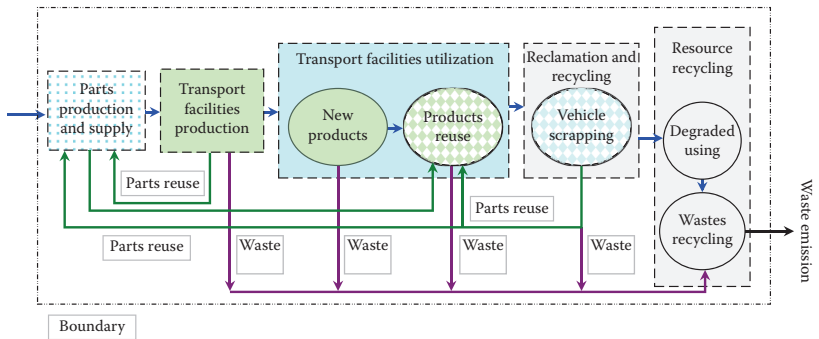 Transport facilities utilization
Reclamation and
recycling
Resource
recycling
Parts
production
and supply
Transport
facilities
production
New
products
Products
reuse
Vehicle
scrapping
Degraded
using
Wastes
recycling
Parts reuse
Parts reuse
Parts reuse
Waste
Waste
Waste
Waste
Waste emission
Boundary